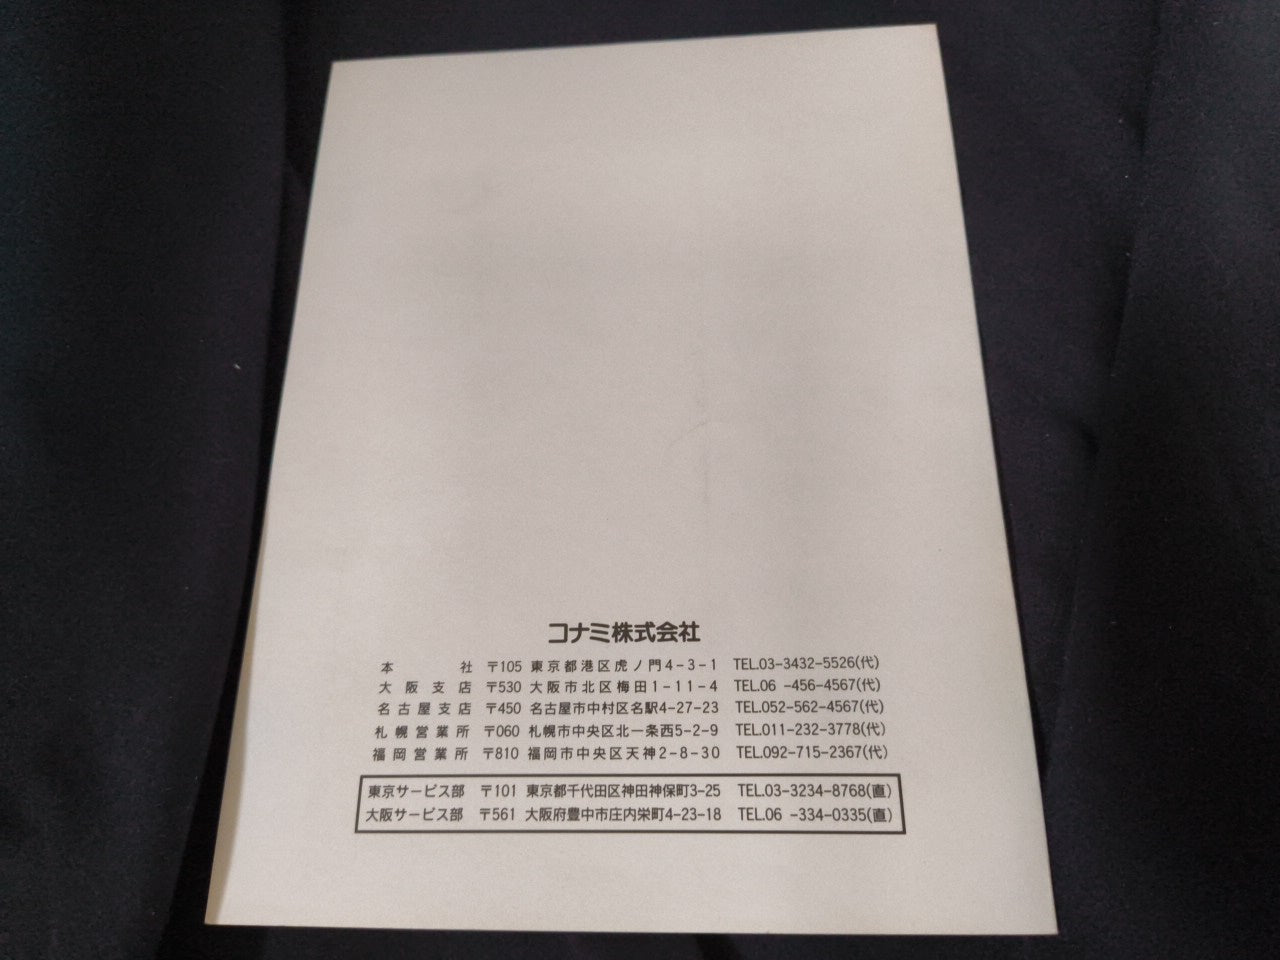 コナミ株式会社
本社 〒105 東京都港区虎ノ門4-3-1 TEL.03-3432-5526(代)
大阪支店 〒530 大阪市北区梅田1-11-4 TEL.06 -456-4567(代)
名古屋支店 〒450 名古屋市中村区名駅4-27-23 TEL.052-562-4567(代)
札幌営業所 〒060 札幌市中央区北一条西5-2-9 TEL.011-232-3778(代)
福岡営業所 〒810 福岡市中央区天神2-8-30 TEL.092-715-2367(代)
東京サービス部 〒101 東京都千代田区神田神保町3-25 TEL.03-3234-8768(直)
大阪サービス部 〒561 大阪府豊中市庄内栄町4-23-18 TEL.06 -334-0335(直)